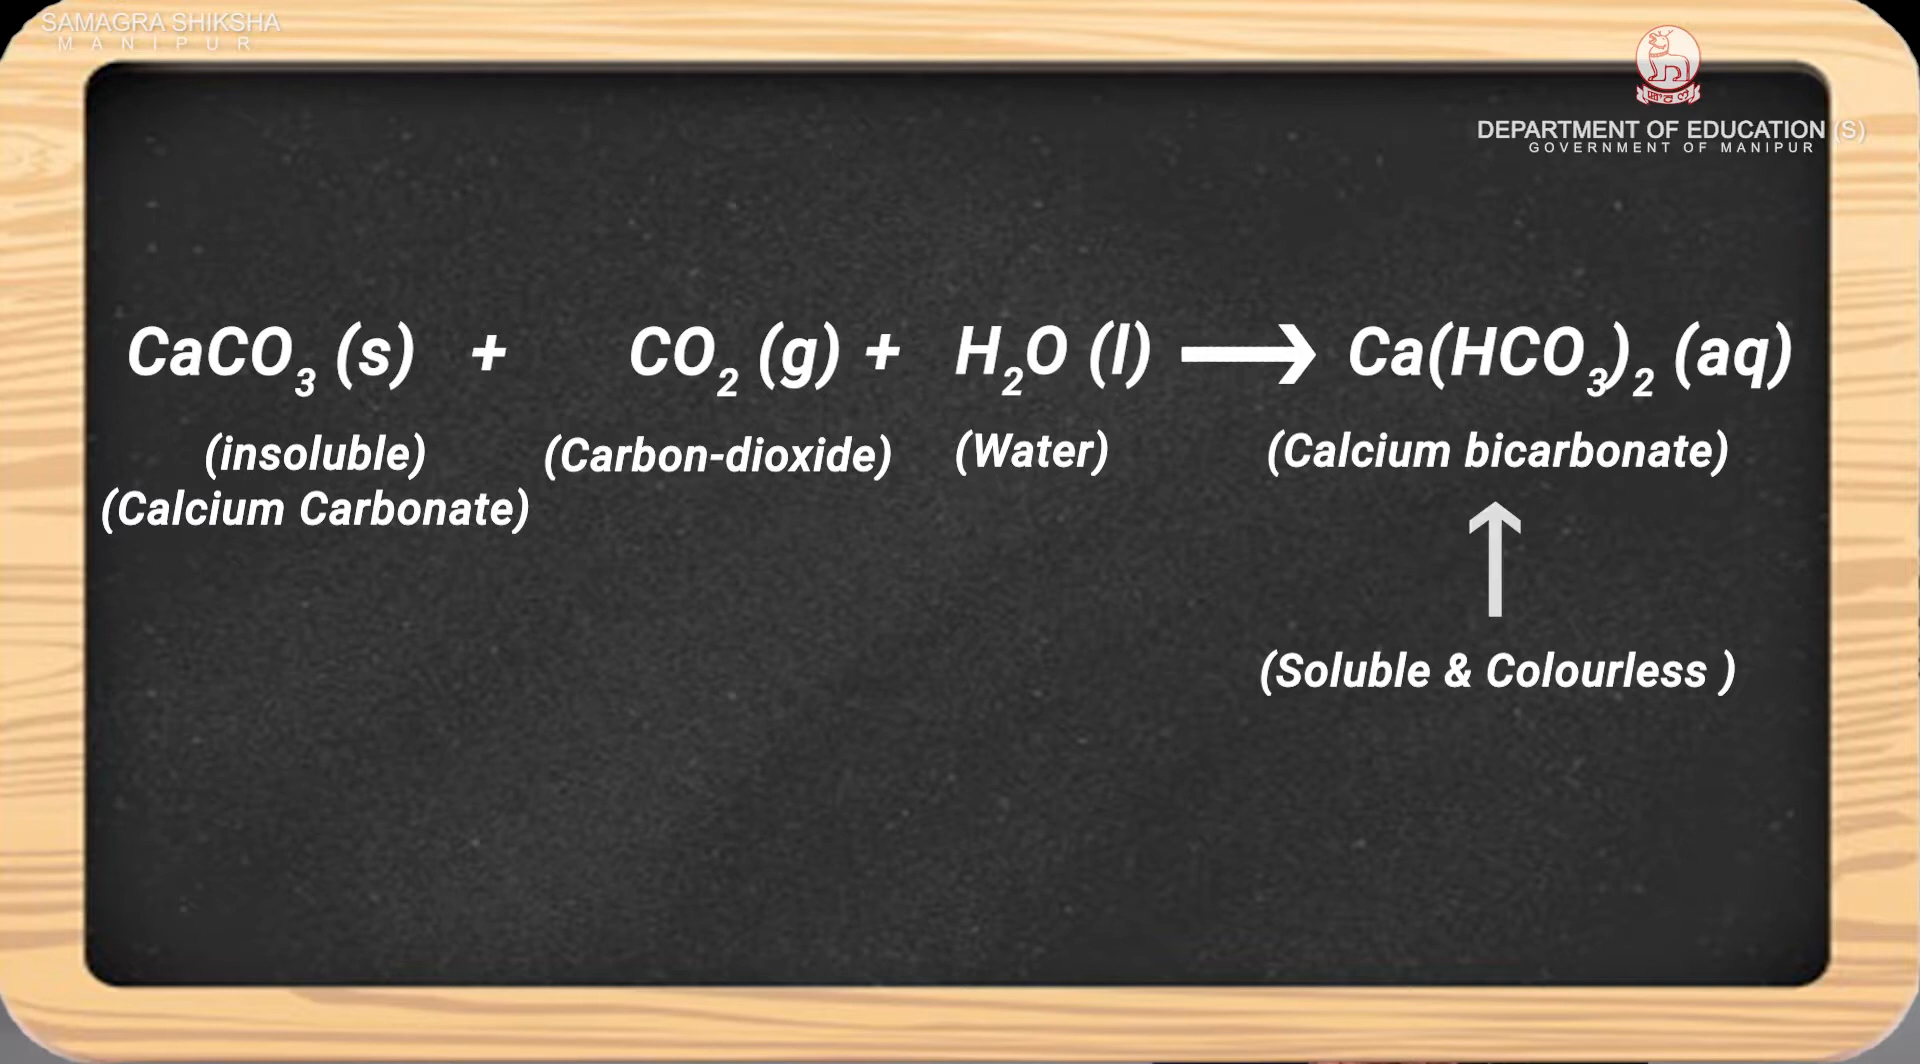 SAMAGRA SHIKSHA
MANIPUR
DEPARTMENT OF EDUCATION (S)
GOVERNMENT OF MANIPUR
CaCO₃ (s) + CO₂ (g) + H₂O (l) ⟶ Ca(HCO₃)₂ (aq)
(insoluble) (Carbon-dioxide) (Water) (Calcium bicarbonate)
(Calcium Carbonate)
(Soluble & Colourless )